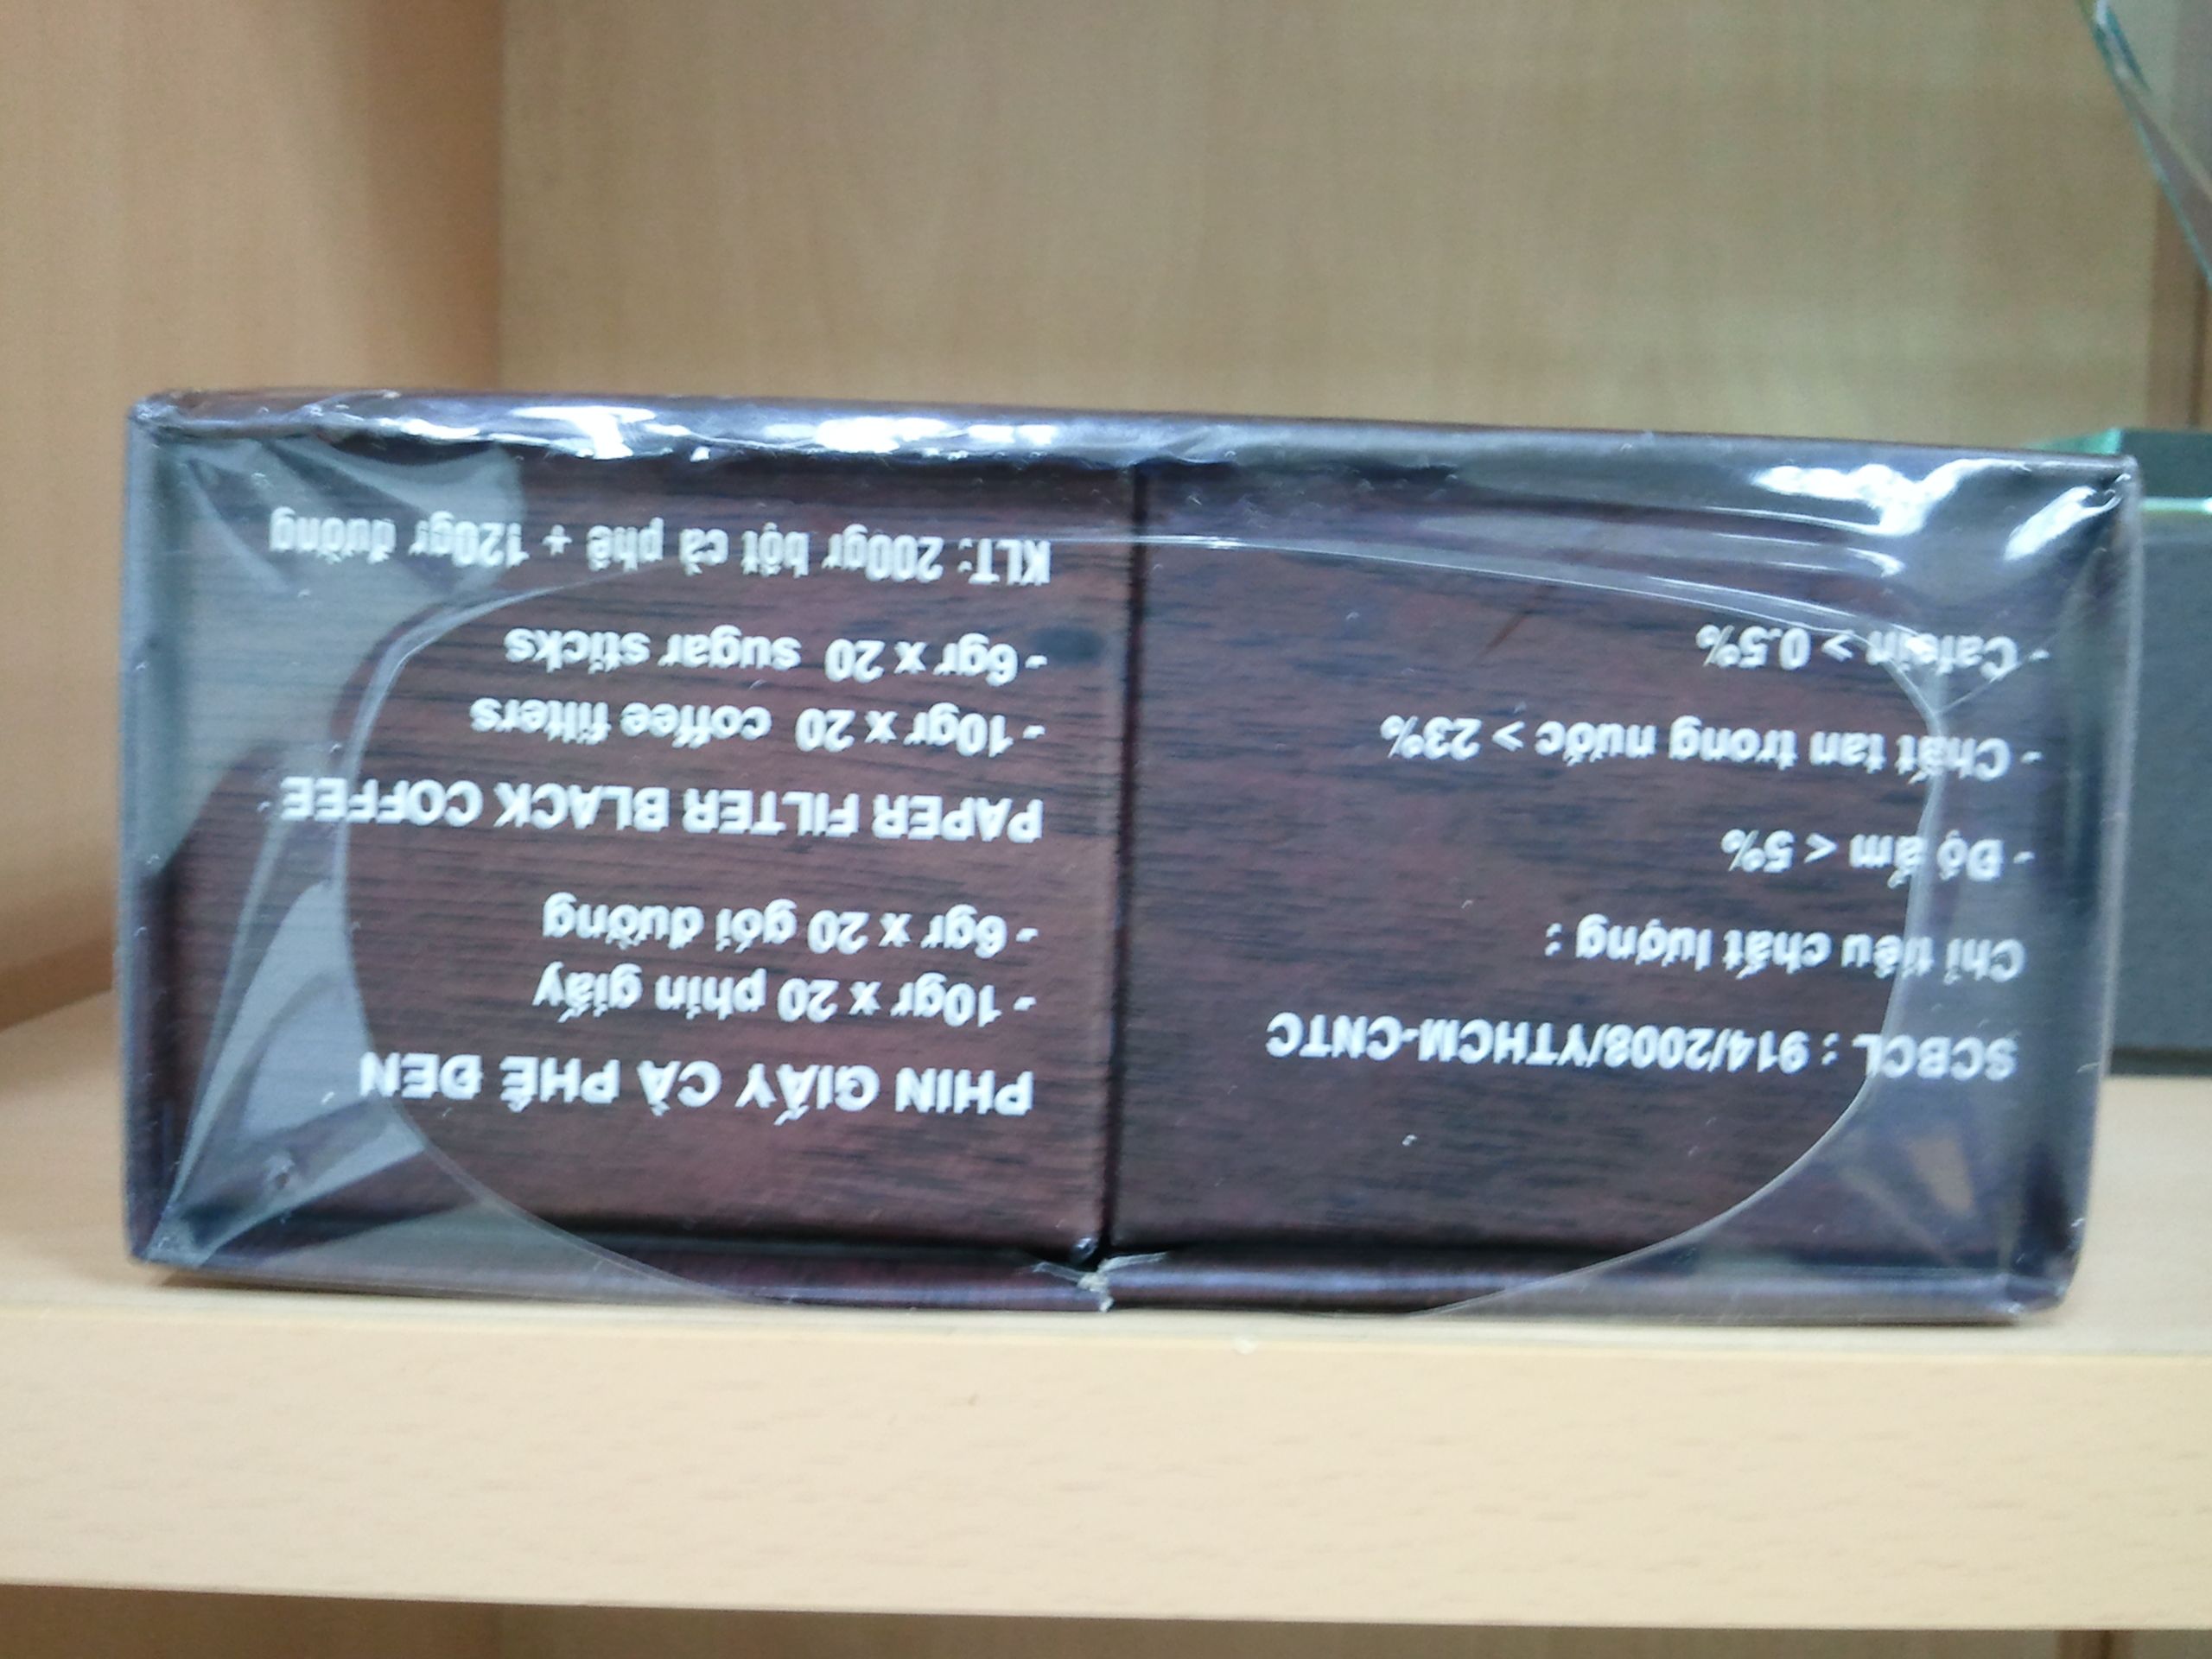 SCBCL : 914/2008/YTHCM-CNTC
Chỉ tiêu chất lượng :
- Độ ẩm < 5%
- Chất tan trong nước > 23%
- Cafein > 0.5%
PHIN GIẤY CÀ PHÊ ĐEN
- 10gr x 20 phin giấy
- 6gr x 20 gói đường
PAPER FILTER BLACK COFFEE
- 10gr x 20 coffee filters
- 6gr x 20 sugar sticks
KLT: 200gr bột cà phê + 120gr đường